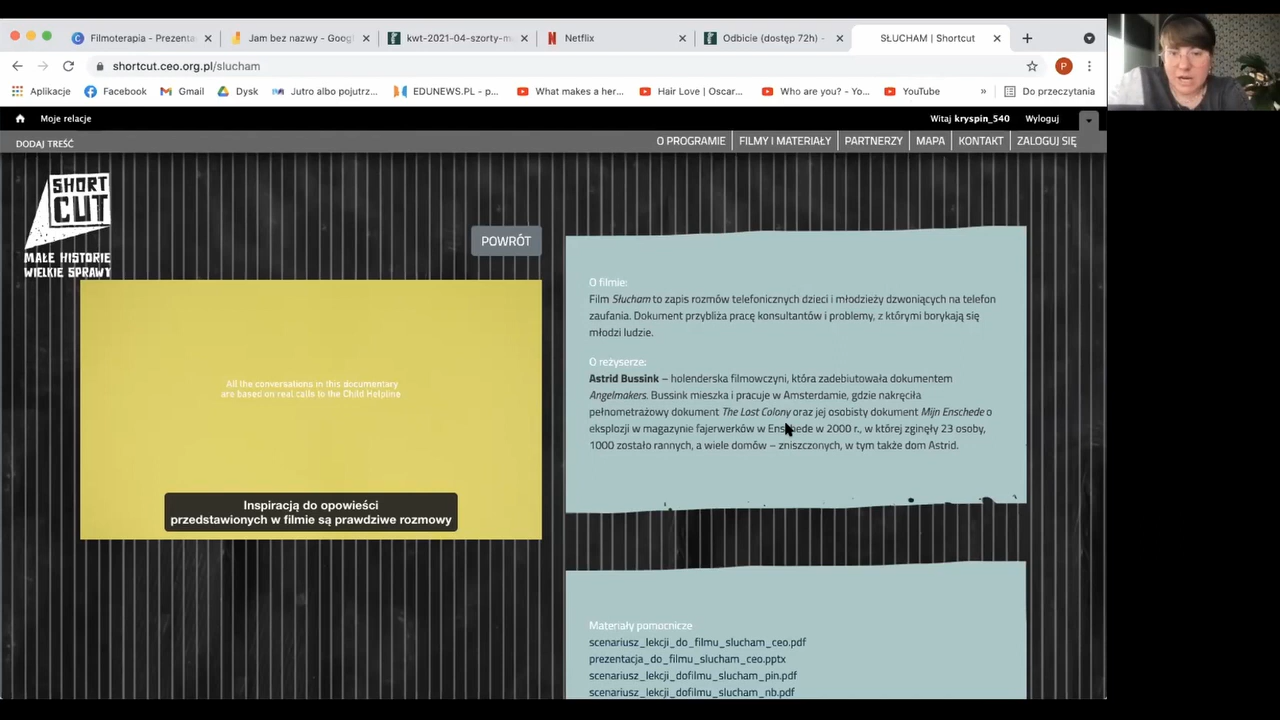 Filmoterapia - Prezenta
Jam bez nazwy - Goog
kwt-2021-04-szorty-m
Netflix
Odbicie (dostęp 72h) -
SŁUCHAM | Shortcut
shortcut.ceo.org.pl/slucham
P
Aplikacje
Facebook
Gmail
Dysk
Jutro albo pojutrz...
EDUNEWS.PL - p...
What makes a her...
Hair Love | Oscar...
Who are you? - Yo...
YouTube
»
Do przeczytania
Moje relacje
Witaj kryspin_540
Wyloguj
DODAJ TREŚĆ
O PROGRAMIE
FILMY I MATERIAŁY
PARTNERZY
MAPA
KONTAKT
ZALOGUJ SIĘ
SHORT
CUT
MAŁE HISTORIE
WIELKIE SPRAWY
POWRÓT
All the conversations in this documentary
are based on real calls to the Child Helpline
Inspiracją do opowieści
przedstawionych w filmie są prawdziwe rozmowy
O filmie:
Film Słucham to zapis rozmów telefonicznych dzieci i młodzieży dzwoniących na telefon
zaufania. Dokument przybliża pracę konsultantów i problemy, z którymi borykają się
młodzi ludzie.
O reżyserze:
Astrid Bussink – holenderska filmowczyni, która zadebiutowała dokumentem
Angelmakers. Bussink mieszka i pracuje w Amsterdamie, gdzie nakręciła
pełnometrażowy dokument The Lost Colony oraz jej osobisty dokument Mijn Enschede o
eksplozji w magazynie fajerwerków w Enschede w 2000 r., w której zginęły 23 osoby,
1000 zostało rannych, a wiele domów – zniszczonych, w tym także dom Astrid.
Materiały pomocnicze
scenariusz_lekcji_do_filmu_slucham_ceo.pdf
prezentacja_do_filmu_slucham_ceo.pptx
scenariusz_lekcji_dofilmu_slucham_pin.pdf
scenariusz_lekcji_dofilmu_slucham_nb.pdf